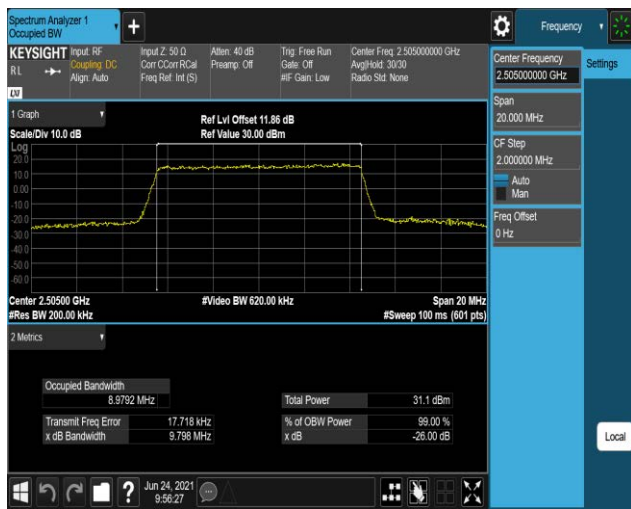 Spectrum Analyzer 1
Occupied BW
+
Frequency
KEYSIGHT
RL
LXI
Input: RF
Coupling: DC
Align: Auto
Input Z: 50 Ω
Corr CCorr RCal
Freq Ref: Int (S)
Atten: 40 dB
Preamp: Off
Trig: Free Run
Gate: Off
#IF Gain: Low
Center Freq: 2.505000000 GHz
Avg|Hold: 30/30
Radio Std: None
Center Frequency
2.505000000 GHz
Settings
Span
20.000 MHz
CF Step
2.000000 MHz
Auto
Man
Freq Offset
0 Hz
1 Graph
Scale/Div 10.0 dB
Ref Lvl Offset 11.86 dB
Ref Value 30.00 dBm
Log
20.0
10.0
0.00
-10.0
-20.0
-30.0
-40.0
-50.0
-60.0
Center 2.50500 GHz
#Video BW 620.00 kHz
Span 20 MHz
#Res BW 200.00 kHz
#Sweep 100 ms (601 pts)
2 Metrics
Occupied Bandwidth
8.9792 MHz
Total Power 31.1 dBm
Transmit Freq Error 17.718 kHz
% of OBW Power 99.00 %
x dB Bandwidth 9.798 MHz
x dB -26.00 dB
Local
?
Jun 24, 2021
9:56:27